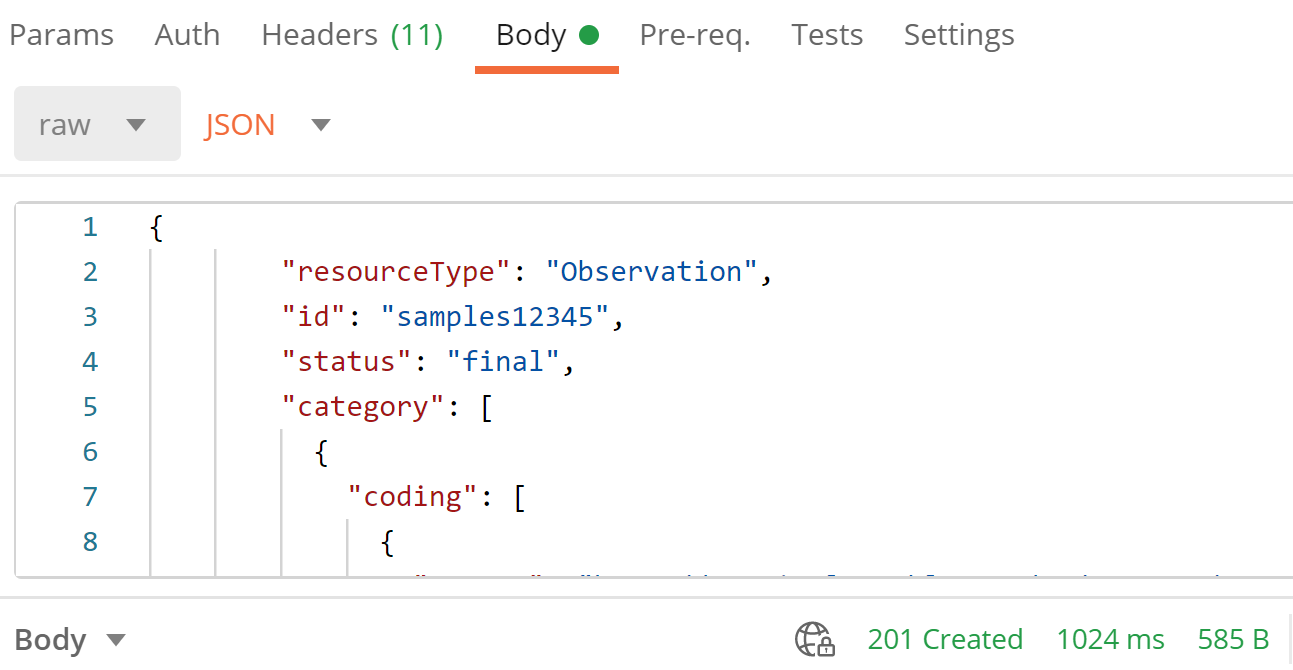 Params Auth Headers (11) Body Pre-req. Tests Settings
raw JSON
1 {
2 "resourceType": "Observation",
3 "id": "samples12345",
4 "status": "final",
5 "category": [
6 {
7 "coding": [
8 {
Body 201 Created 1024 ms 585 B